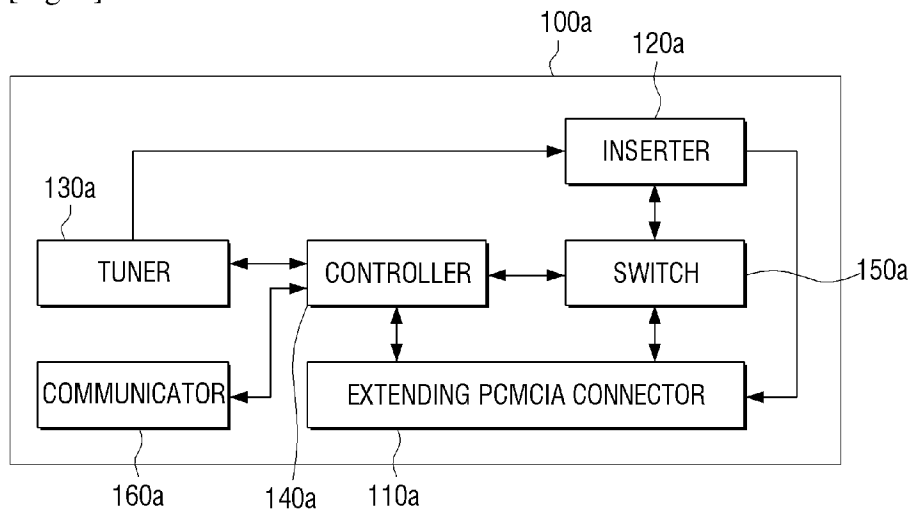 100a
120a
INSERTER
130a
TUNER
CONTROLLER
SWITCH
150a
COMMUNICATOR
EXTENDING PCMCIA CONNECTOR
160a
140a
110a